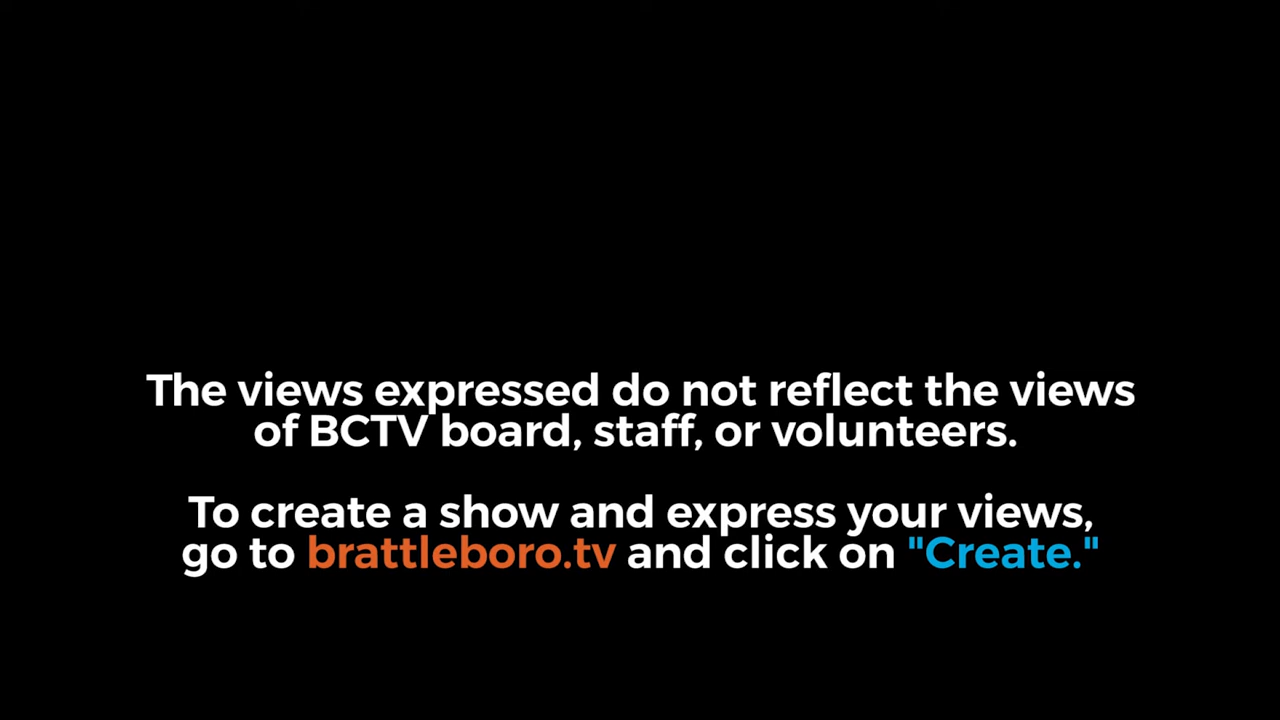 The views expressed do not reflect the views
of BCTV board, staff, or volunteers.
To create a show and express your views,
go to brattleboro.tv and click on "Create."